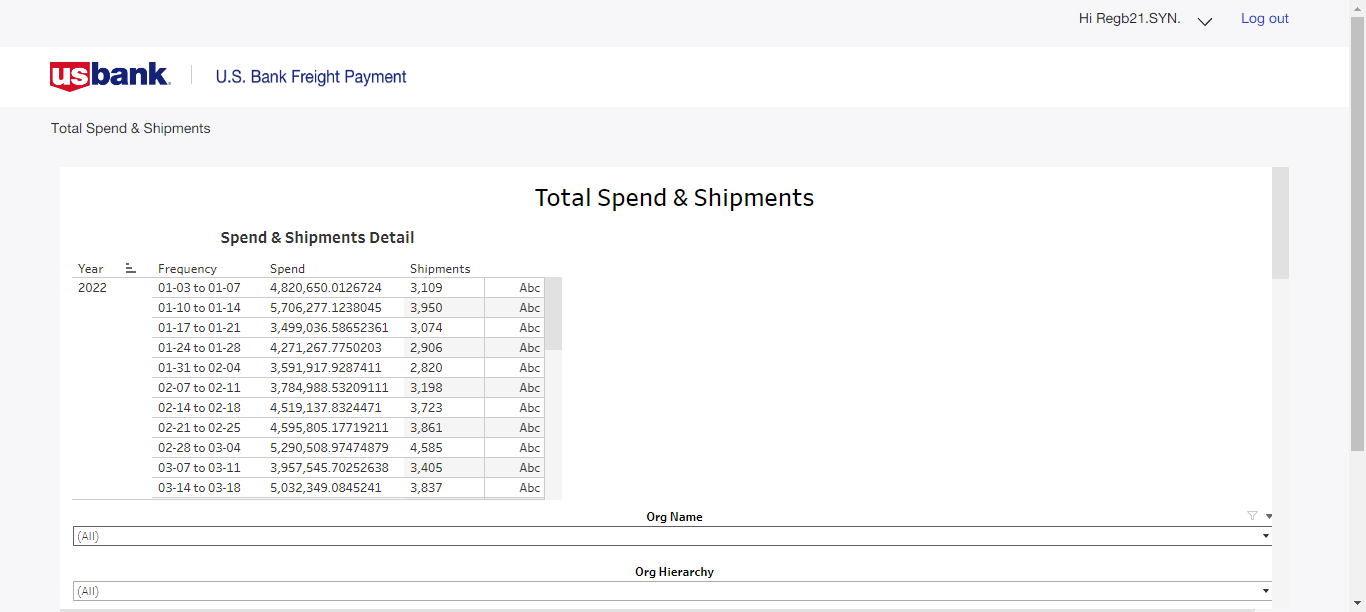 Hi Regb21.SYN. Log out
usbank. U.S. Bank Freight Payment
Total Spend & Shipments
Total Spend & Shipments
Spend & Shipments Detail
Year Frequency Spend Shipments
2022 01-03 to 01-07 4,820,650.0126724 3,109 Abc
01-10 to 01-14 5,706,277.1238045 3,950 Abc
01-17 to 01-21 3,499,036.58652361 3,074 Abc
01-24 to 01-28 4,271,267.7750203 2,906 Abc
01-31 to 02-04 3,591,917.9287411 2,820 Abc
02-07 to 02-11 3,784,988.53209111 3,198 Abc
02-14 to 02-18 4,519,137.8324471 3,723 Abc
02-21 to 02-25 4,595,805.17719211 3,861 Abc
02-28 to 03-04 5,290,508.97474879 4,585 Abc
03-07 to 03-11 3,957,545.70252638 3,405 Abc
03-14 to 03-18 5,032,349.0845241 3,837 Abc
Org Name
(All)
Org Hierarchy
(All)